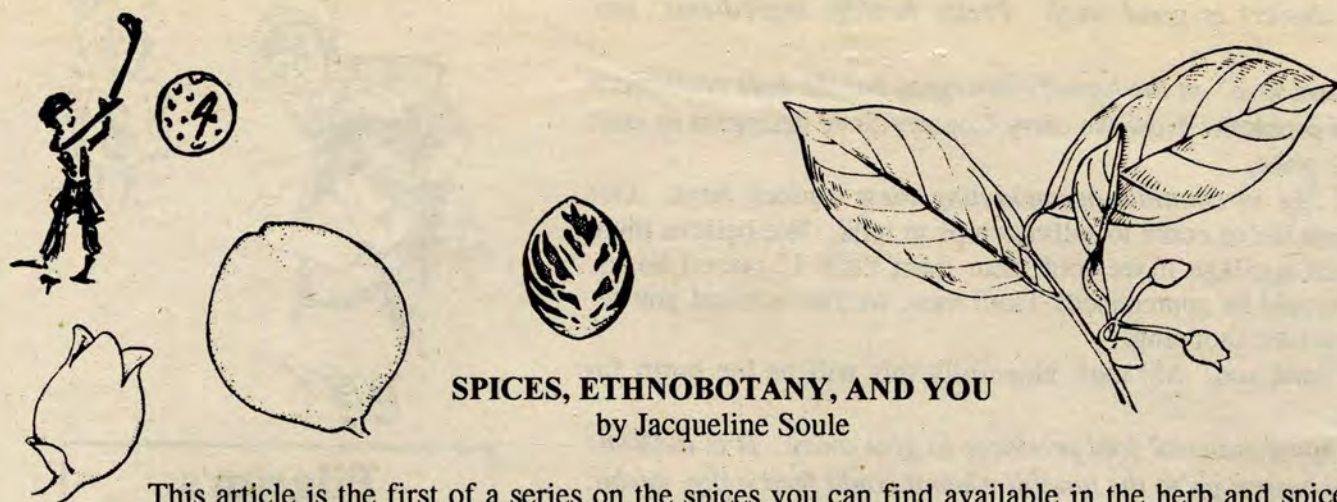 SPICES, ETHNOBOTANY, AND YOU
by Jacqueline Soule
This article is the first of a series on the spices you can find available in the herb and spice